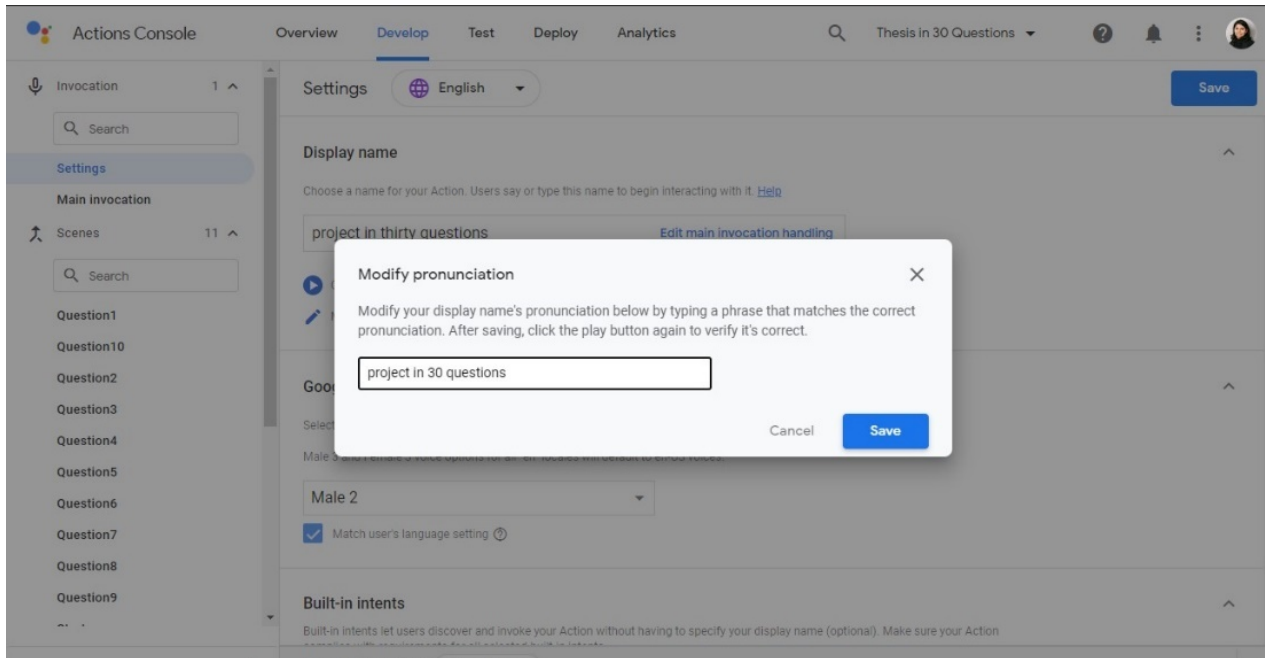 Actions Console
Overview Develop Test Deploy Analytics
Thesis in 30 Questions
Invocation 1
Search
Settings
Main invocation
Scenes 11
Search
Question1
Question10
Question2
Question3
Question4
Question5
Question6
Question7
Question8
Question9
Settings English
Save
Display name
Choose a name for your Action. Users say or type this name to begin interacting with it. Help
project in thirty questions Edit main invocation handling
Modify pronunciation
Modify your display name's pronunciation below by typing a phrase that matches the correct
pronunciation. After saving, click the play button again to verify it's correct.
project in 30 questions
Cancel Save
Male 2
Match user's language setting
Built-in intents
Built-in intents let users discover and invoke your Action without having to specify your display name (optional). Make sure your Action